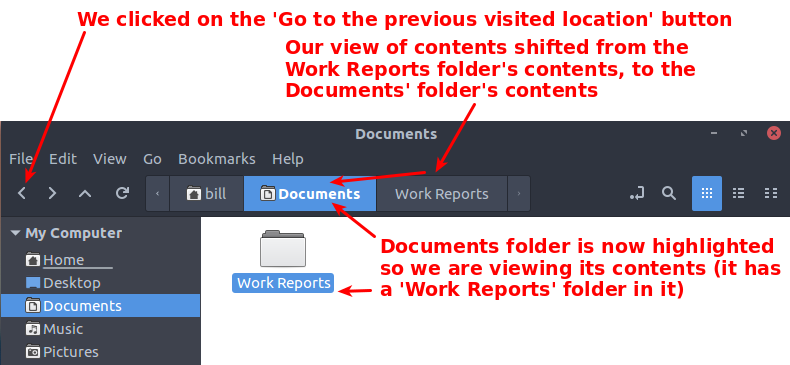 We clicked on the 'Go to the previous visited location' button
Our view of contents shifted from the
Work Reports folder's contents, to the
Documents' folder's contents
Documents
File Edit View Go Bookmarks Help
bill Documents Work Reports
My Computer
Home
Desktop
Documents
Music
Pictures
Work Reports
Documents folder is now highlighted
so we are viewing its contents (it has
a 'Work Reports' folder in it)